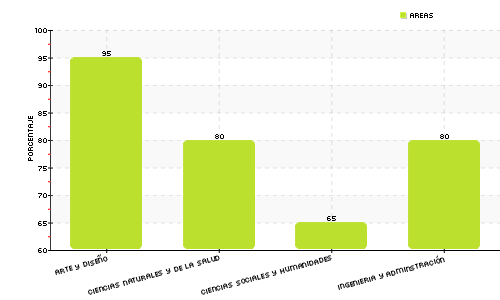 AREAS
100
95
90
85
80
75
70
65
60
PORCENTAJE
95
80
65
80
ARTE Y DISEÑO
CIENCIAS NATURALES Y DE LA SALUD
CIENCIAS SOCIALES Y HUMANIDADES
INGENIERIA Y ADMINSTRACIÓN